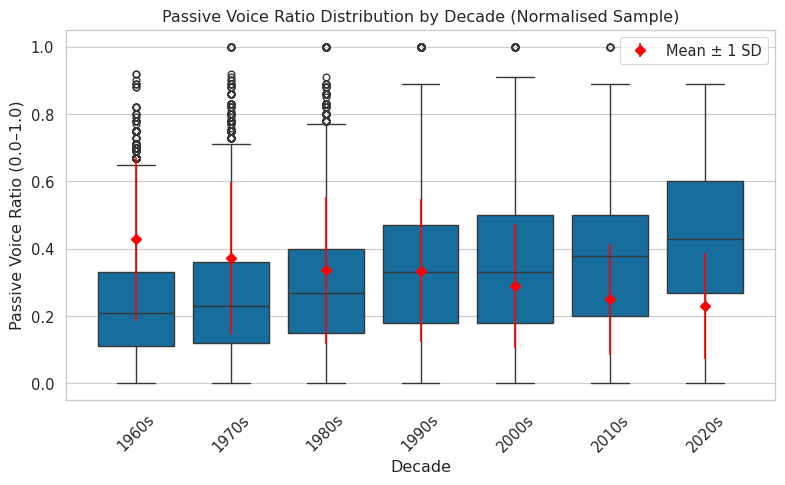 Passive Voice Ratio Distribution by Decade (Normalised Sample)
Passive Voice Ratio (0.0–1.0)
1.0
0.8
0.6
0.4
0.2
0.0
Mean ± 1 SD
1960s
1970s
1980s
1990s
2000s
2010s
2020s
Decade